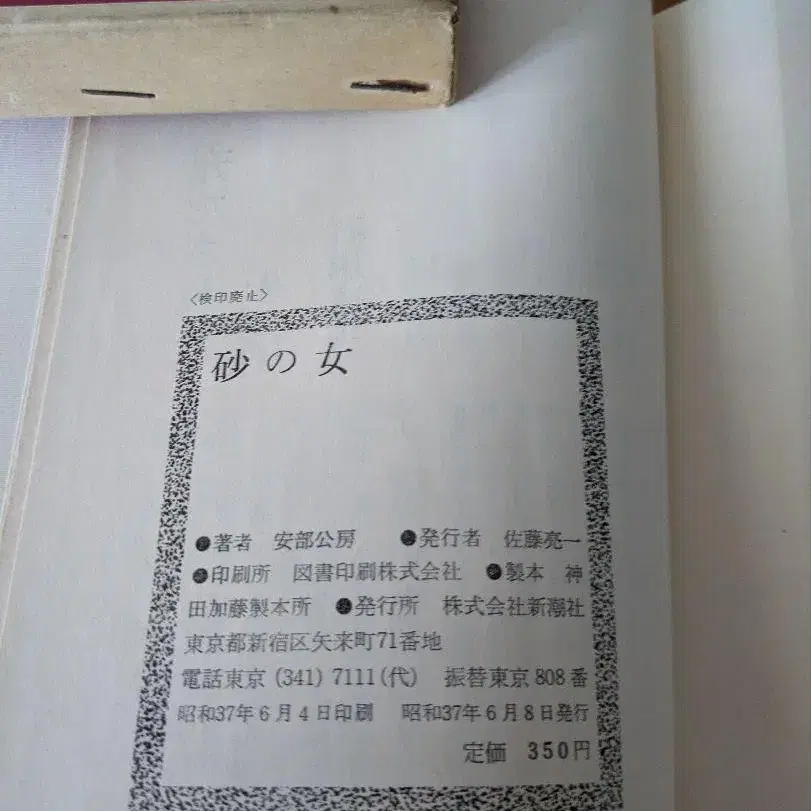 〈検印廃止〉
砂の女
●著者　安部公房　●発行者　佐藤亮一
●印刷所　図書印刷株式会社　●製本　神
田加藤製本所　●発行所　株式会社新潮社
東京都新宿区矢来町71番地
電話東京(341)7111(代)　振替東京808番
昭和37年6月4日印刷　昭和37年6月8日発行
定価　350円